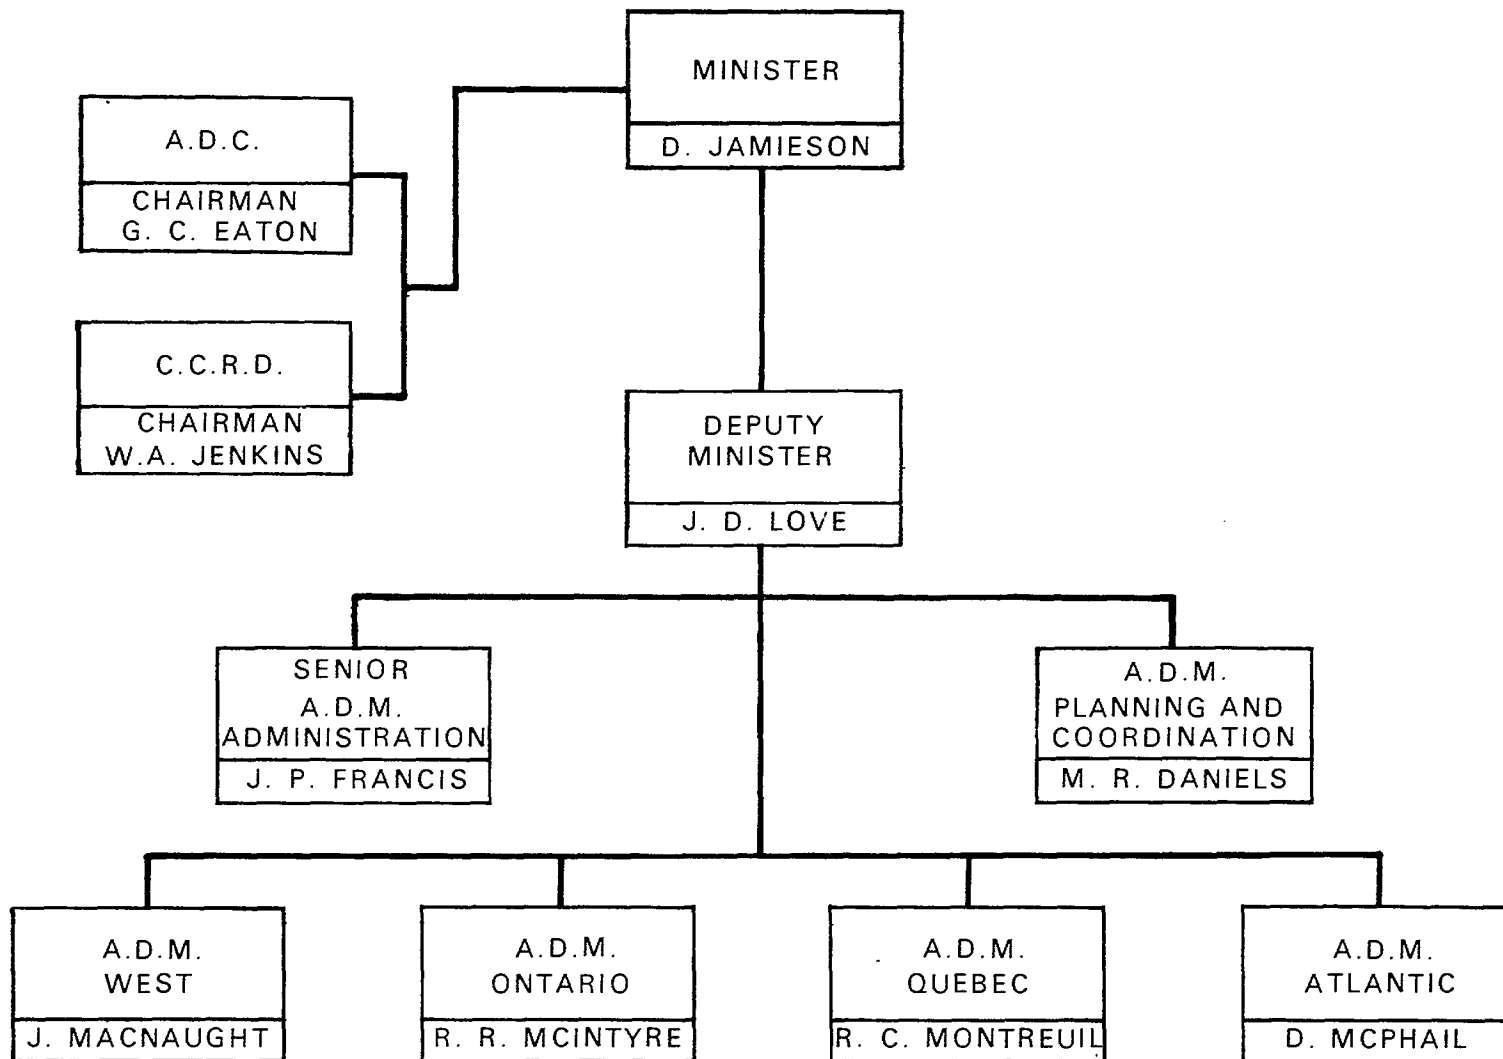 MINISTER
D. JAMIESON
A.D.C.
CHAIRMAN
G. C. EATON
C.C.R.D.
CHAIRMAN
W.A. JENKINS
DEPUTY
MINISTER
J. D. LOVE
SENIOR
A.D.M.
ADMINISTRATION
J. P. FRANCIS
A.D.M.
PLANNING AND
COORDINATION
M. R. DANIELS
A.D.M.
WEST
J. MACNAUGHT
A.D.M.
ONTARIO
R. R. MCINTYRE
A.D.M.
QUEBEC
R. C. MONTREUIL
A.D.M.
ATLANTIC
D. MCPHAIL